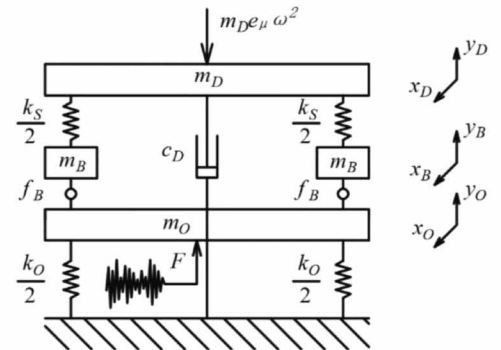 m_D e_μ ω²
m_D
k_S/2
c_D
k_S/2
m_B
m_B
f_B
f_B
m_O
k_O/2
F
k_O/2
y_D
x_D
y_B
x_B
y_O
x_O